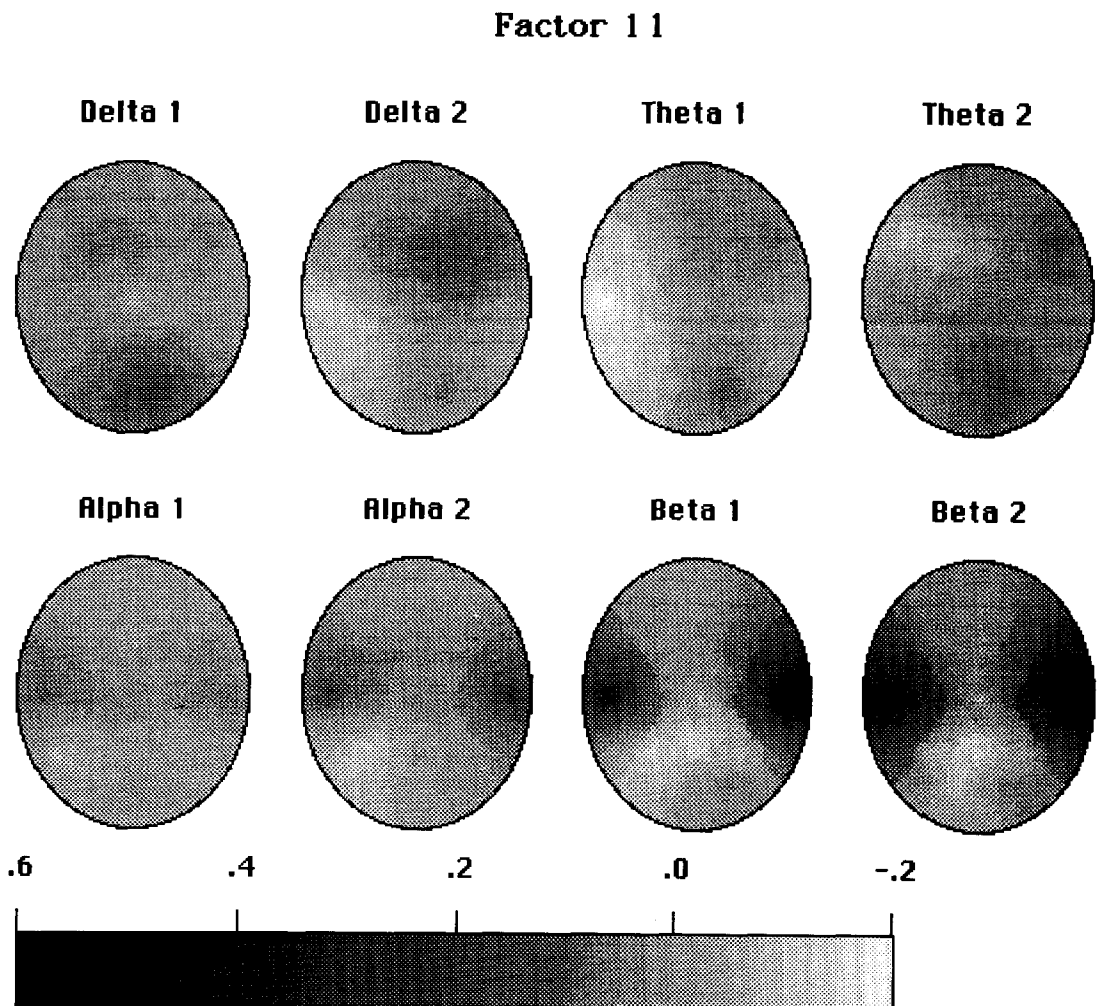 Factor 11
Delta 1 Delta 2 Theta 1 Theta 2
Alpha 1 Alpha 2 Beta 1 Beta 2
.6 .4 .2 .0 -.2